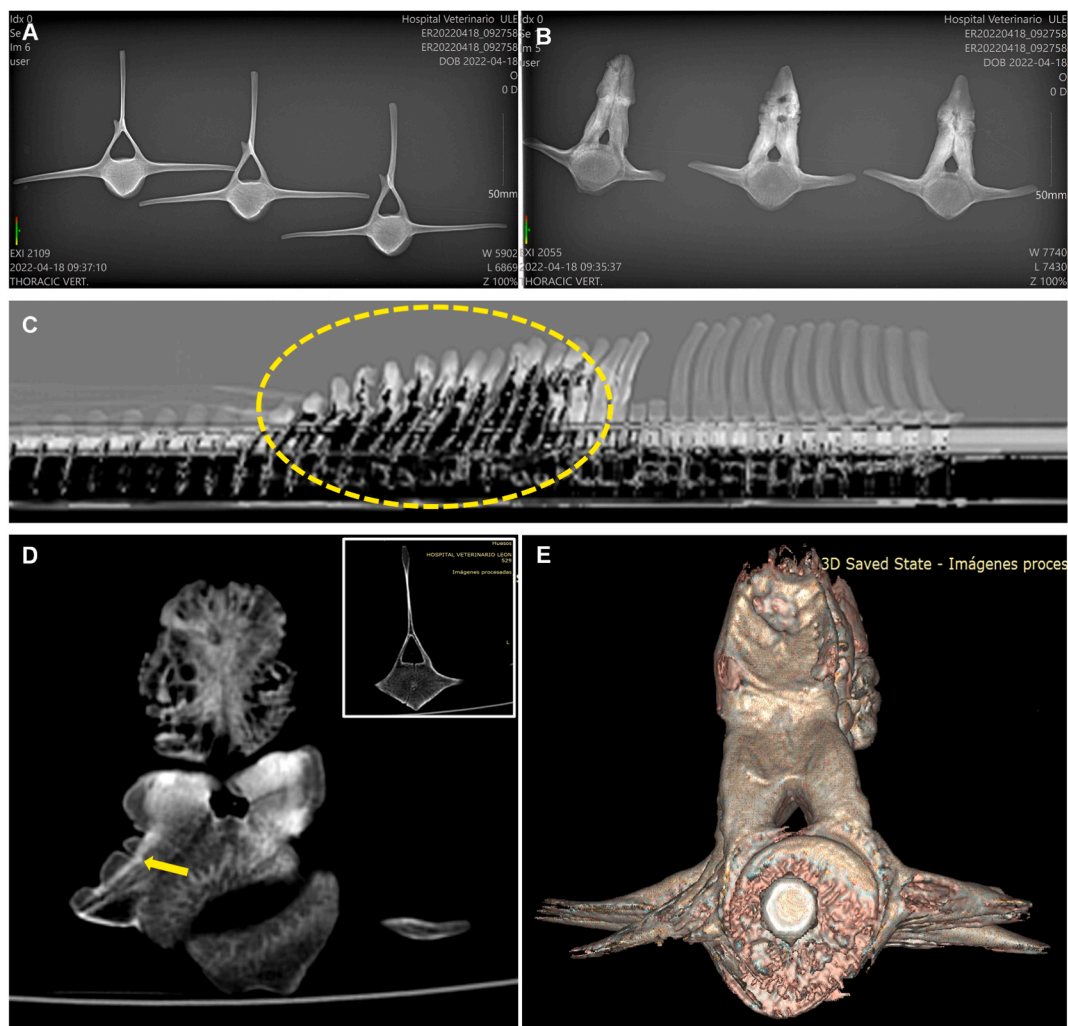 A
Idx 0
Se
Im 6
user
Hospital Veterinario ULE
ER20220418_092758
ER20220418_092758
DOB 2022-04-18
O
0 D
50mm
EXI 2109
2022-04-18 09:37:10
THORACIC VERT.
W 5902
L 6869
Z 100%
B
dx 0
Se
m 5
user
Hospital Veterinario ULE
ER20220418_092758
ER20220418_092758
DOB 2022-04-18
O
0 D
50mm
EXI 2055
2022-04-18 09:35:37
THORACIC VERT.
W 7740
L 7430
Z 100%
C
D
Huesos
HOSPITAL VETERINARIO LEON
529
Imágenes procesadas
L
E
3D Saved State - Imágenes proces